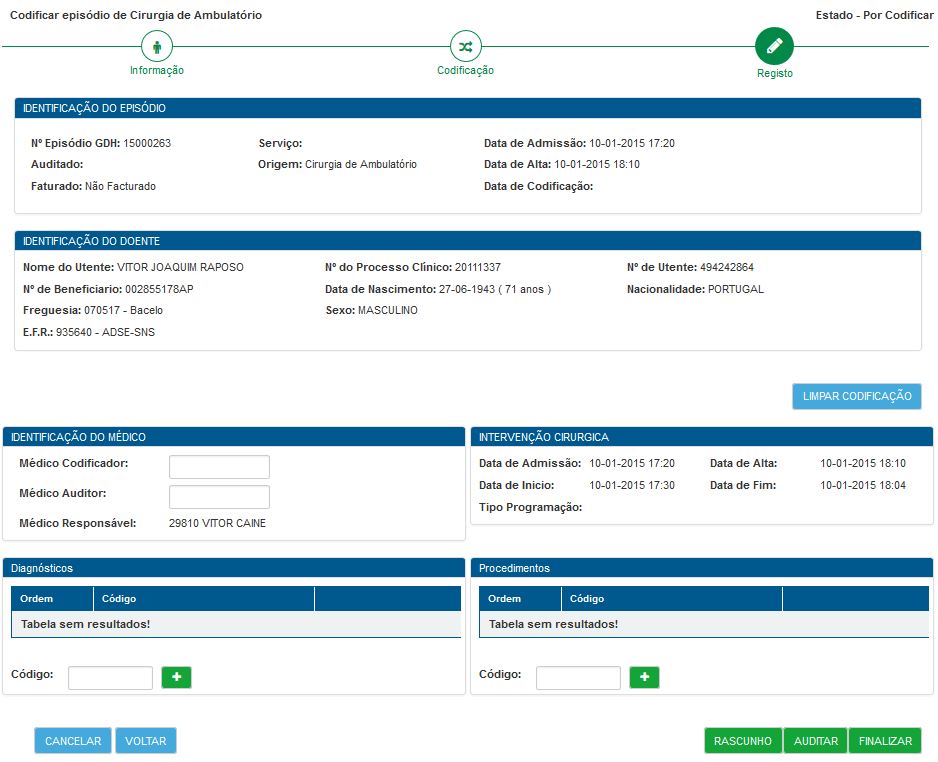 Codificar episódio de Cirurgia de Ambulatório Estado - Por Codificar
Informação Codificação Registo
IDENTIFICAÇÃO DO EPISÓDIO
Nº Episódio GDH: 15000263 Serviço: Data de Admissão: 10-01-2015 17:20
Auditado: Origem: Cirurgia de Ambulatório Data de Alta: 10-01-2015 18:10
Faturado: Não Facturado Data de Codificação:
IDENTIFICAÇÃO DO DOENTE
Nome do Utente: VITOR JOAQUIM RAPOSO Nº do Processo Clínico: 20111337 Nº de Utente: 494242864
Nº de Beneficiario: 002855178AP Data de Nascimento: 27-06-1943 ( 71 anos ) Nacionalidade: PORTUGAL
Freguesia: 070517 - Bacelo Sexo: MASCULINO
E.F.R.: 935640 - ADSE-SNS
LIMPAR CODIFICAÇÃO
IDENTIFICAÇÃO DO MÉDICO
Médico Codificador:
Médico Auditor:
Médico Responsável: 29810 VITOR CAINE
INTERVENÇÃO CIRURGICA
Data de Admissão: 10-01-2015 17:20 Data de Alta: 10-01-2015 18:10
Data de Inicio: 10-01-2015 17:30 Data de Fim: 10-01-2015 18:04
Tipo Programação:
Diagnósticos
Ordem Código
Tabela sem resultados!
Código:
Procedimentos
Ordem Código
Tabela sem resultados!
Código:
CANCELAR VOLTAR RASCUNHO AUDITAR FINALIZAR